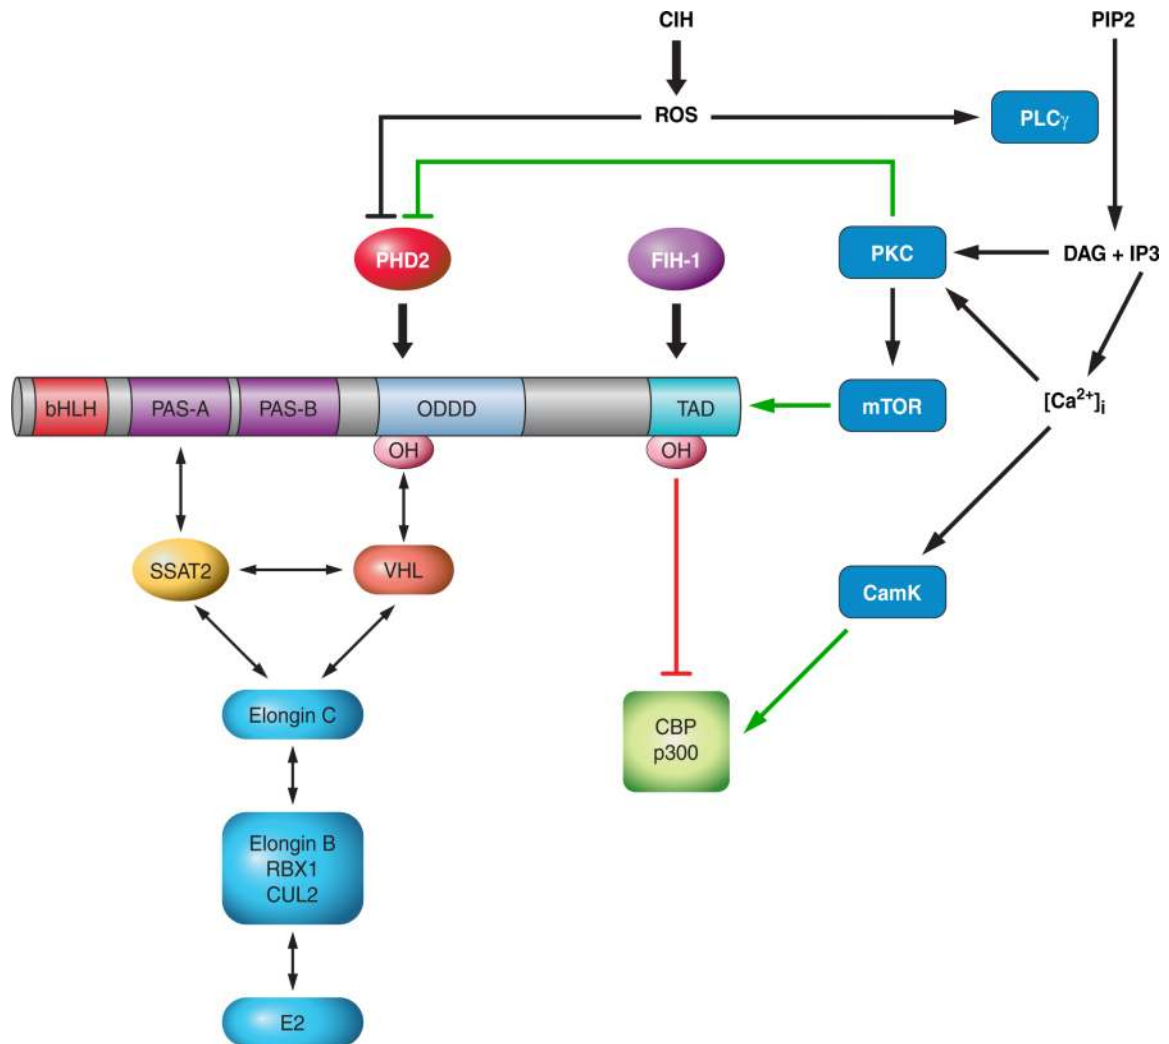 CIH
PIP2
ROS
PLCγ
PHD2
FIH-1
PKC
DAG + IP3
bHLH
PAS-A
PAS-B
ODDD
TAD
mTOR
[Ca²⁺]ᵢ
OH
OH
SSAT2
VHL
CamK
Elongin C
CBP
p300
Elongin B
RBX1
CUL2
E2